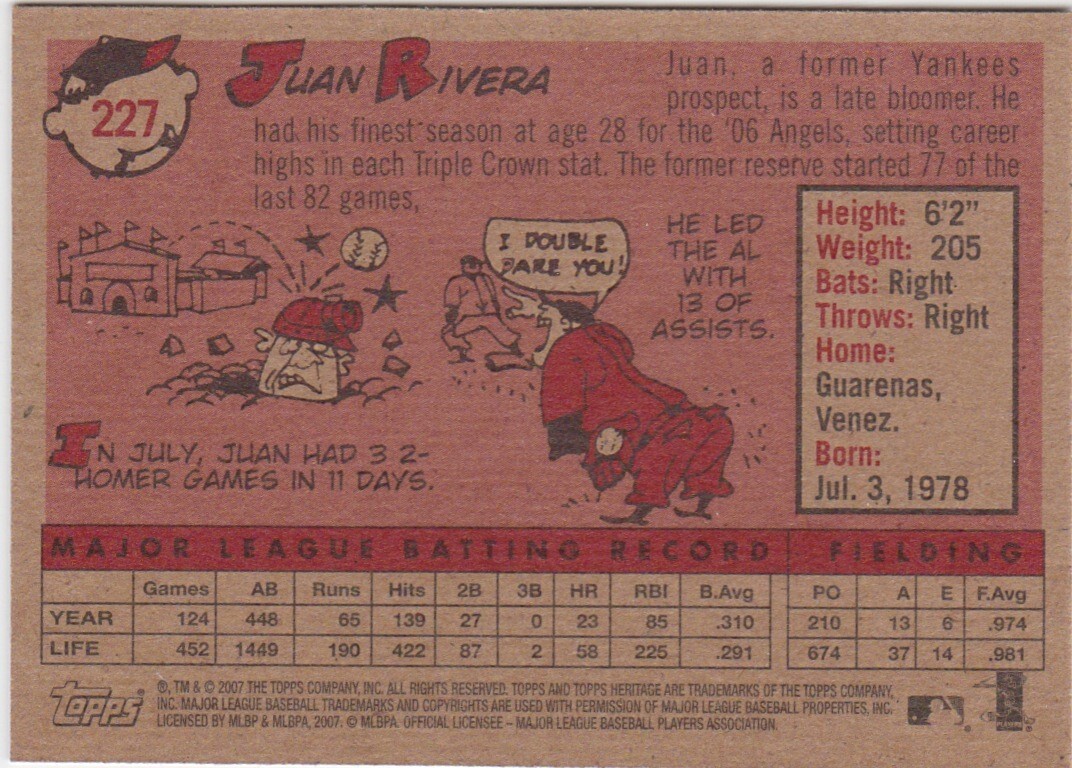 227
JUAN RIVERA
Juan, a former Yankees
prospect, is a late bloomer. He
had his finest season at age 28 for the '06 Angels, setting career
highs in each Triple Crown stat. The former reserve started 77 of the
last 82 games,
I DOUBLE
DARE YOU!
HE LED
THE AL
WITH
13 OF
ASSISTS.
IN JULY, JUAN HAD 3 2-
HOMER GAMES IN 11 DAYS.
Height: 6'2"
Weight: 205
Bats: Right
Throws: Right
Home:
Guarenas,
Venez.
Born:
Jul. 3, 1978
MAJOR LEAGUE BATTING RECORD FIELDING
Games AB Runs Hits 2B 3B HR RBI B.Avg PO A E F.Avg
YEAR 124 448 65 139 27 0 23 85 .310 210 13 6 .974
LIFE 452 1449 190 422 87 2 58 225 .291 674 37 14 .981
topps
®, TM & © 2007 THE TOPPS COMPANY, INC. ALL RIGHTS RESERVED. TOPPS AND TOPPS HERITAGE ARE TRADEMARKS OF THE TOPPS COMPANY,
INC. MAJOR LEAGUE BASEBALL TRADEMARKS AND COPYRIGHTS ARE USED WITH PERMISSION OF MAJOR LEAGUE BASEBALL PROPERTIES, INC.
LICENSED BY MLBP & MLBPA, 2007. © MLBPA. OFFICIAL LICENSEE – MAJOR LEAGUE BASEBALL PLAYERS ASSOCIATION.